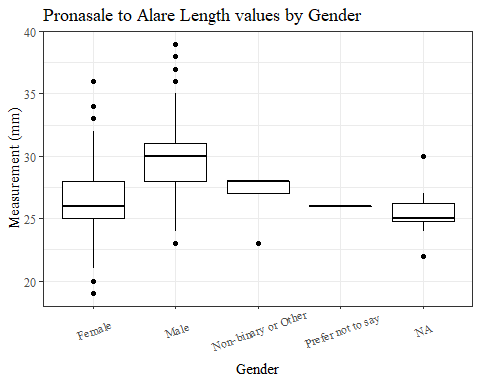 Pronasale to Alare Length values by Gender
Measurement (mm)
40
35
30
25
20
Female
Male
Non-binary or Other
Prefer not to say
NA
Gender